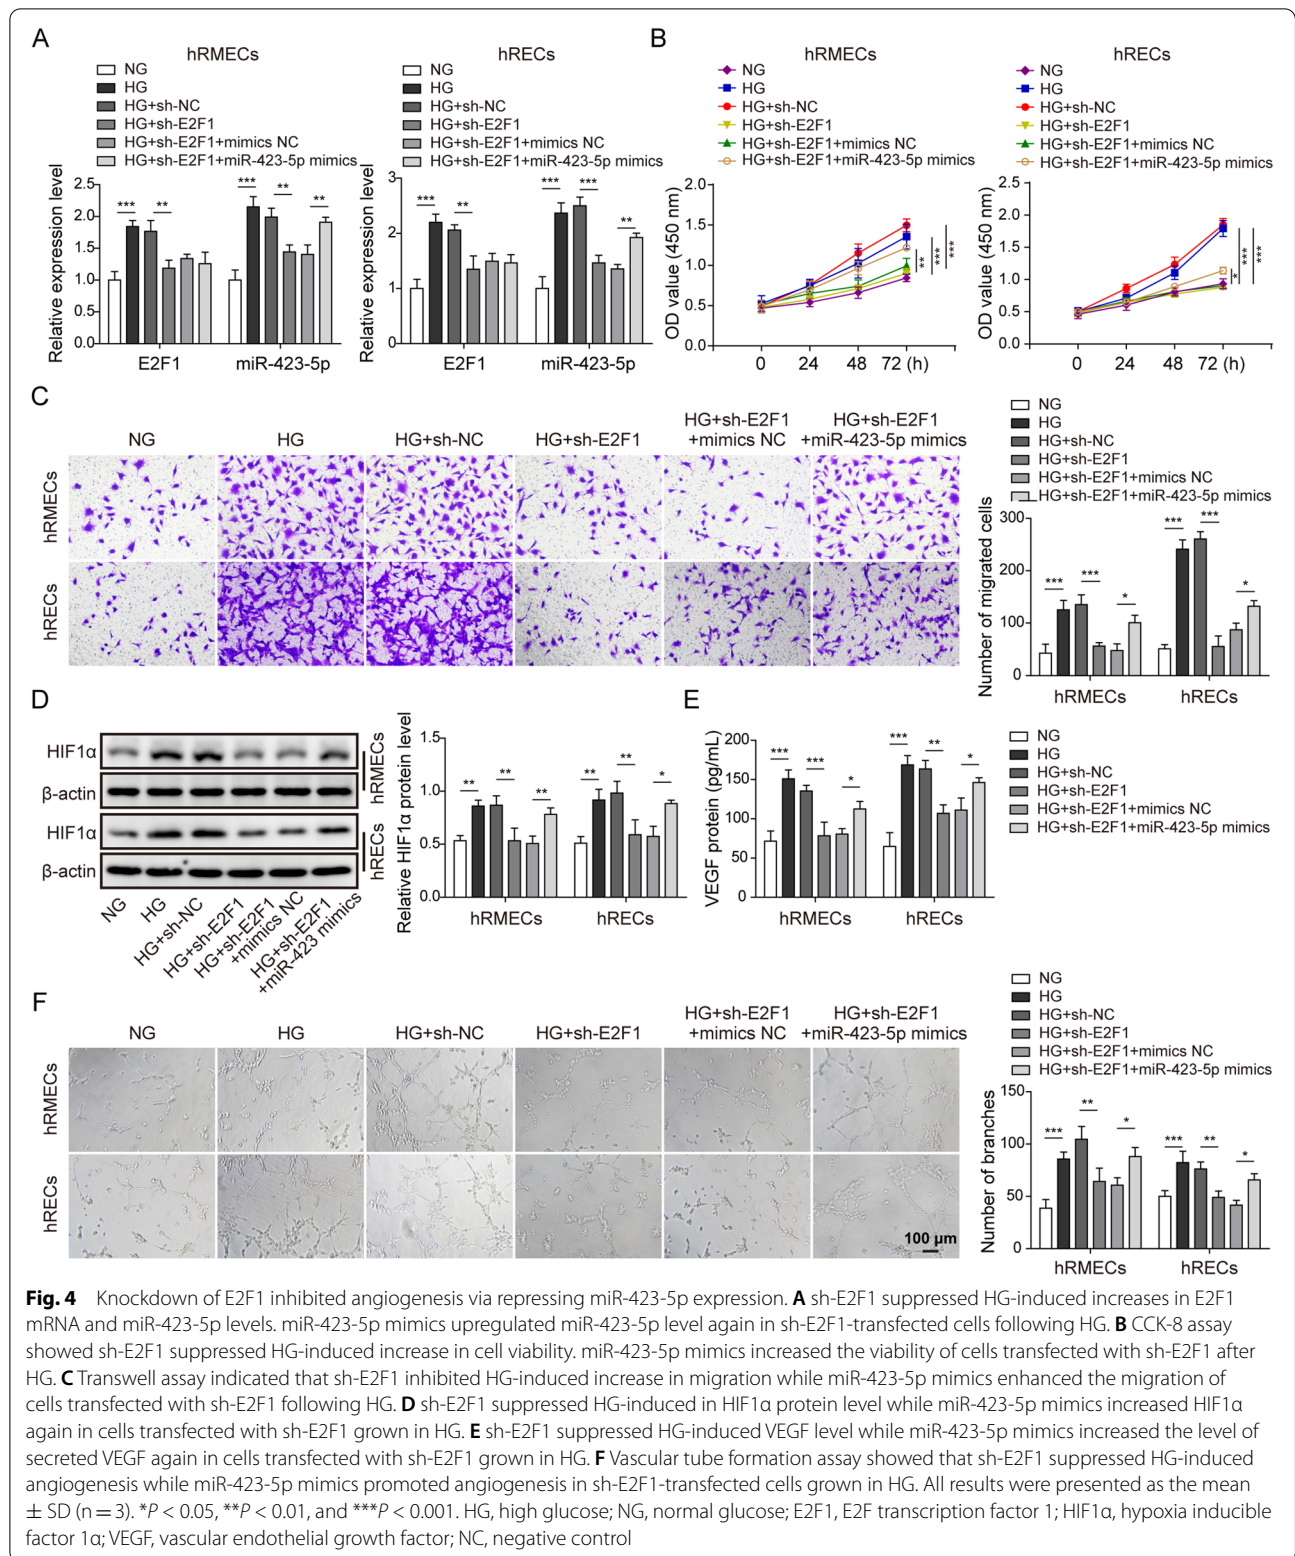 A
hRMECs
NG
HG
HG+sh-NC
HG+sh-E2F1
HG+sh-E2F1+mimics NC
HG+sh-E2F1+miR-423-5p mimics
Relative expression level
2.5
2.0
1.5
1.0
0.5
0.0
*** ** *** ** **
E2F1 miR-423-5p
hRECs
NG
HG
HG+sh-NC
HG+sh-E2F1
HG+sh-E2F1+mimics NC
HG+sh-E2F1+miR-423-5p mimics
Relative expression level
3
2
1
0
*** ** *** *** **
E2F1 miR-423-5p
B
hRMECs
NG
HG
HG+sh-NC
HG+sh-E2F1
HG+sh-E2F1+mimics NC
HG+sh-E2F1+miR-423-5p mimics
OD value (450 nm)
2.0
1.5
1.0
0.5
0.0
** *** ***
0 24 48 72 (h)
hRECs
NG
HG
HG+sh-NC
HG+sh-E2F1
HG+sh-E2F1+mimics NC
HG+sh-E2F1+miR-423-5p mimics
OD value (450 nm)
2.5
2.0
1.5
1.0
0.5
0.0
* *** ***
0 24 48 72 (h)
C
NG HG HG+sh-NC HG+sh-E2F1 HG+sh-E2F1 +mimics NC HG+sh-E2F1 +miR-423-5p mimics
hRMECs
hRECs
NG
HG
HG+sh-NC
HG+sh-E2F1
HG+sh-E2F1+mimics NC
HG+sh-E2F1+miR-423-5p mimics
Number of migrated cells
300
200
100
0
*** *** * *** *** *
hRMECs hRECs
D
HIF1α
β-actin
hRMECs
HIF1α
β-actin
hRECs
NG
HG
HG+sh-NC
HG+sh-E2F1
HG+sh-E2F1
+mimics NC
HG+sh-E2F1
+miR-423 mimics
Relative HIF1α protein level
1.5
1.0
0.5
0.0
** ** ** ** ** *
hRMECs hRECs
E
VEGF protein (pg/mL)
200
150
100
50
0
*** *** * *** ** *
hRMECs hRECs
NG
HG
HG+sh-NC
HG+sh-E2F1
HG+sh-E2F1+mimics NC
HG+sh-E2F1+miR-423-5p mimics
F
NG HG HG+sh-NC HG+sh-E2F1 HG+sh-E2F1 +mimics NC HG+sh-E2F1 +miR-423-5p mimics
hRMECs
hRECs
100 μm
NG
HG
HG+sh-NC
HG+sh-E2F1
HG+sh-E2F1+mimics NC
HG+sh-E2F1+miR-423-5p mimics
Number of branches
150
100
50
0
*** ** * *** ** *
hRMECs hRECs
Fig. 4 Knockdown of E2F1 inhibited angiogenesis via repressing miR-423-5p expression. A sh-E2F1 suppressed HG-induced increases in E2F1
mRNA and miR-423-5p levels. miR-423-5p mimics upregulated miR-423-5p level again in sh-E2F1-transfected cells following HG. B CCK-8 assay
showed sh-E2F1 suppressed HG-induced increase in cell viability. miR-423-5p mimics increased the viability of cells transfected with sh-E2F1 after
HG. C Transwell assay indicated that sh-E2F1 inhibited HG-induced increase in migration while miR-423-5p mimics enhanced the migration of
cells transfected with sh-E2F1 following HG. D sh-E2F1 suppressed HG-induced in HIF1α protein level while miR-423-5p mimics increased HIF1α
again in cells transfected with sh-E2F1 grown in HG. E sh-E2F1 suppressed HG-induced VEGF level while miR-423-5p mimics increased the level of
secreted VEGF again in cells transfected with sh-E2F1 grown in HG. F Vascular tube formation assay showed that sh-E2F1 suppressed HG-induced
angiogenesis while miR-423-5p mimics promoted angiogenesis in sh-E2F1-transfected cells grown in HG. All results were presented as the mean
± SD (n = 3). *P < 0.05, **P < 0.01, and ***P < 0.001. HG, high glucose; NG, normal glucose; E2F1, E2F transcription factor 1; HIF1α, hypoxia inducible
factor 1α; VEGF, vascular endothelial growth factor; NC, negative control